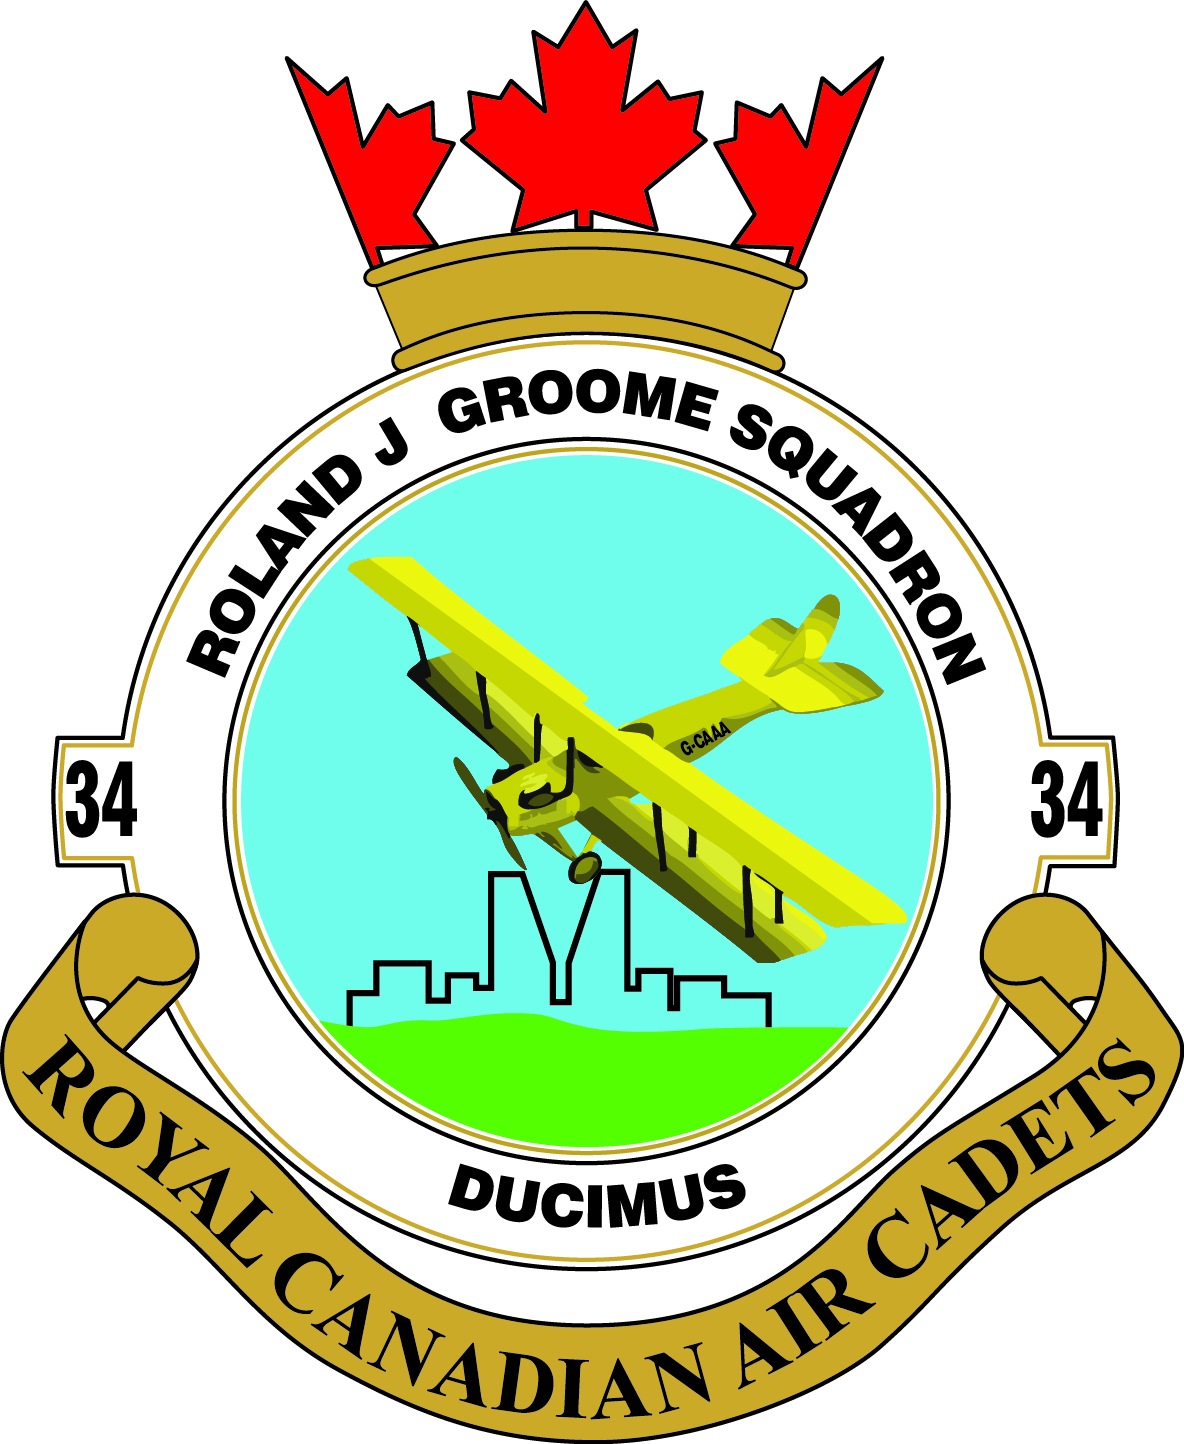 ROLAND J GROOME SQUADRON
34
G-CAAA
34
DUCIMUS
ROYAL CANADIAN AIR CADETS